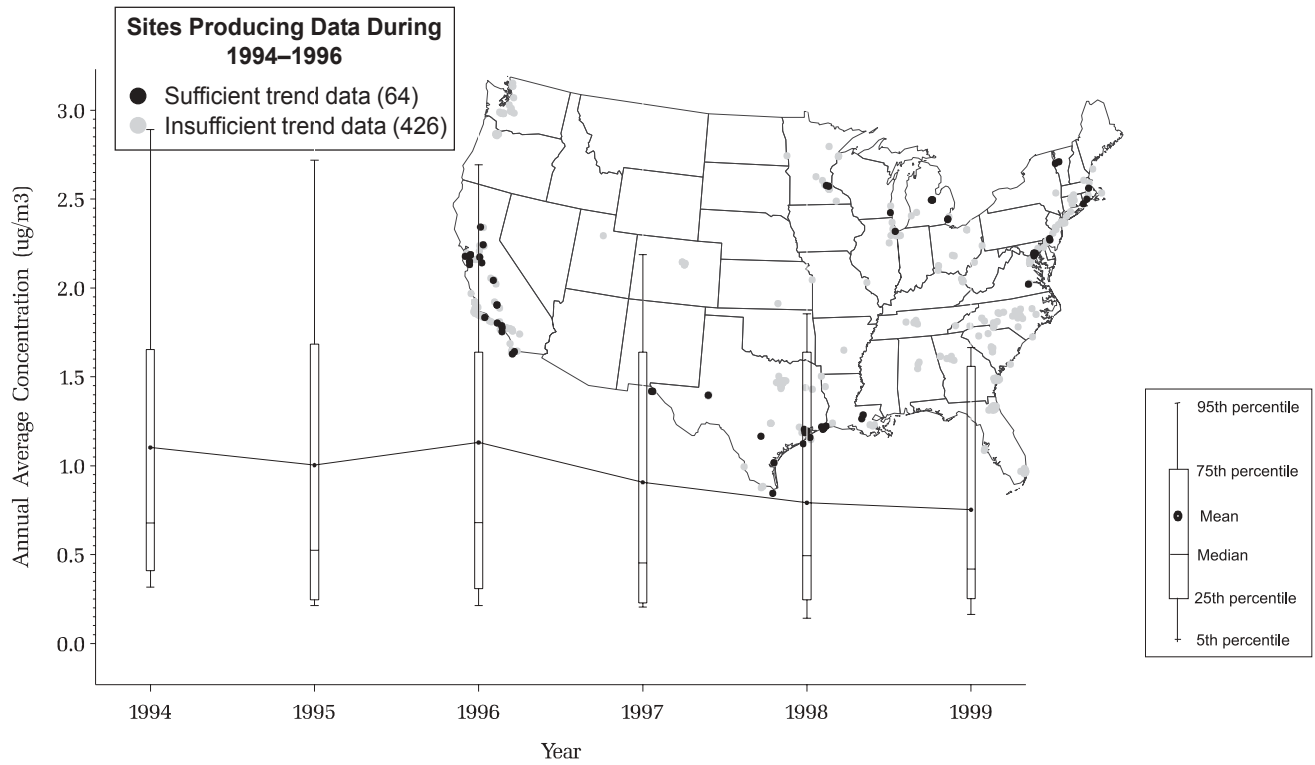 Sites Producing Data During
1994–1996
Sufficient trend data (64)
Insufficient trend data (426)
Annual Average Concentration (ug/m3)
3.0
2.5
2.0
1.5
1.0
0.5
0.0
1994
1995
1996
1997
1998
1999
Year
95th percentile
75th percentile
Mean
Median
25th percentile
5th percentile